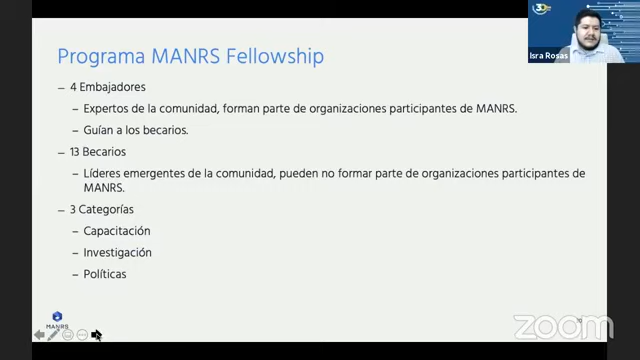 Programa MANRS Fellowship
– 4 Embajadores
– Expertos de la comunidad, forman parte de organizaciones participantes de MANRS.
– Guían a los becarios.
– 13 Becarios
– Líderes emergentes de la comunidad, pueden no formar parte de organizaciones participantes de
MANRS.
– 3 Categorías
– Capacitación
– Investigación
– Políticas
Isra Rosas
MANRS
zoom